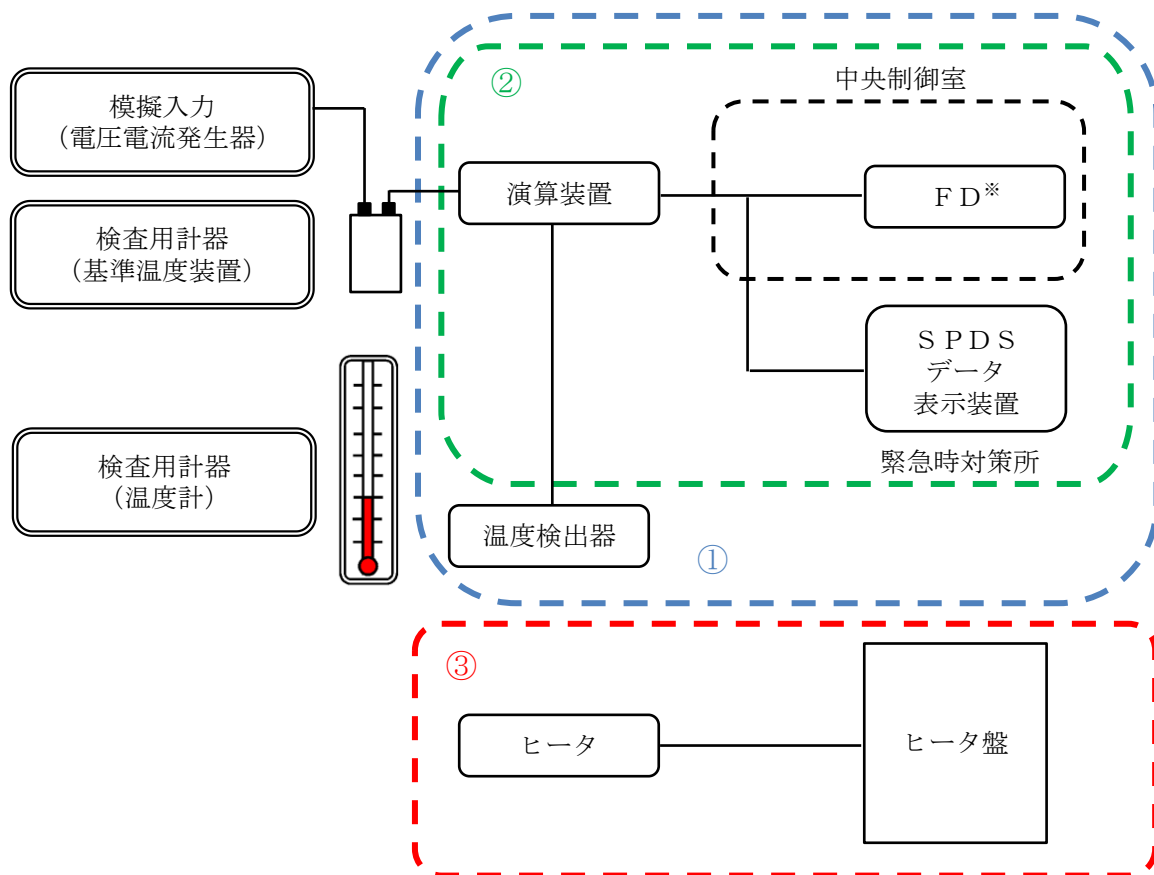 模擬入力
（電圧電流発生器）
検査用計器
（基準温度装置）
検査用計器
（温度計）
②
中央制御室
演算装置
ＦＤ※
ＳＰＤＳ
データ
表示装置
緊急時対策所
温度検出器
①
③
ヒータ
ヒータ盤